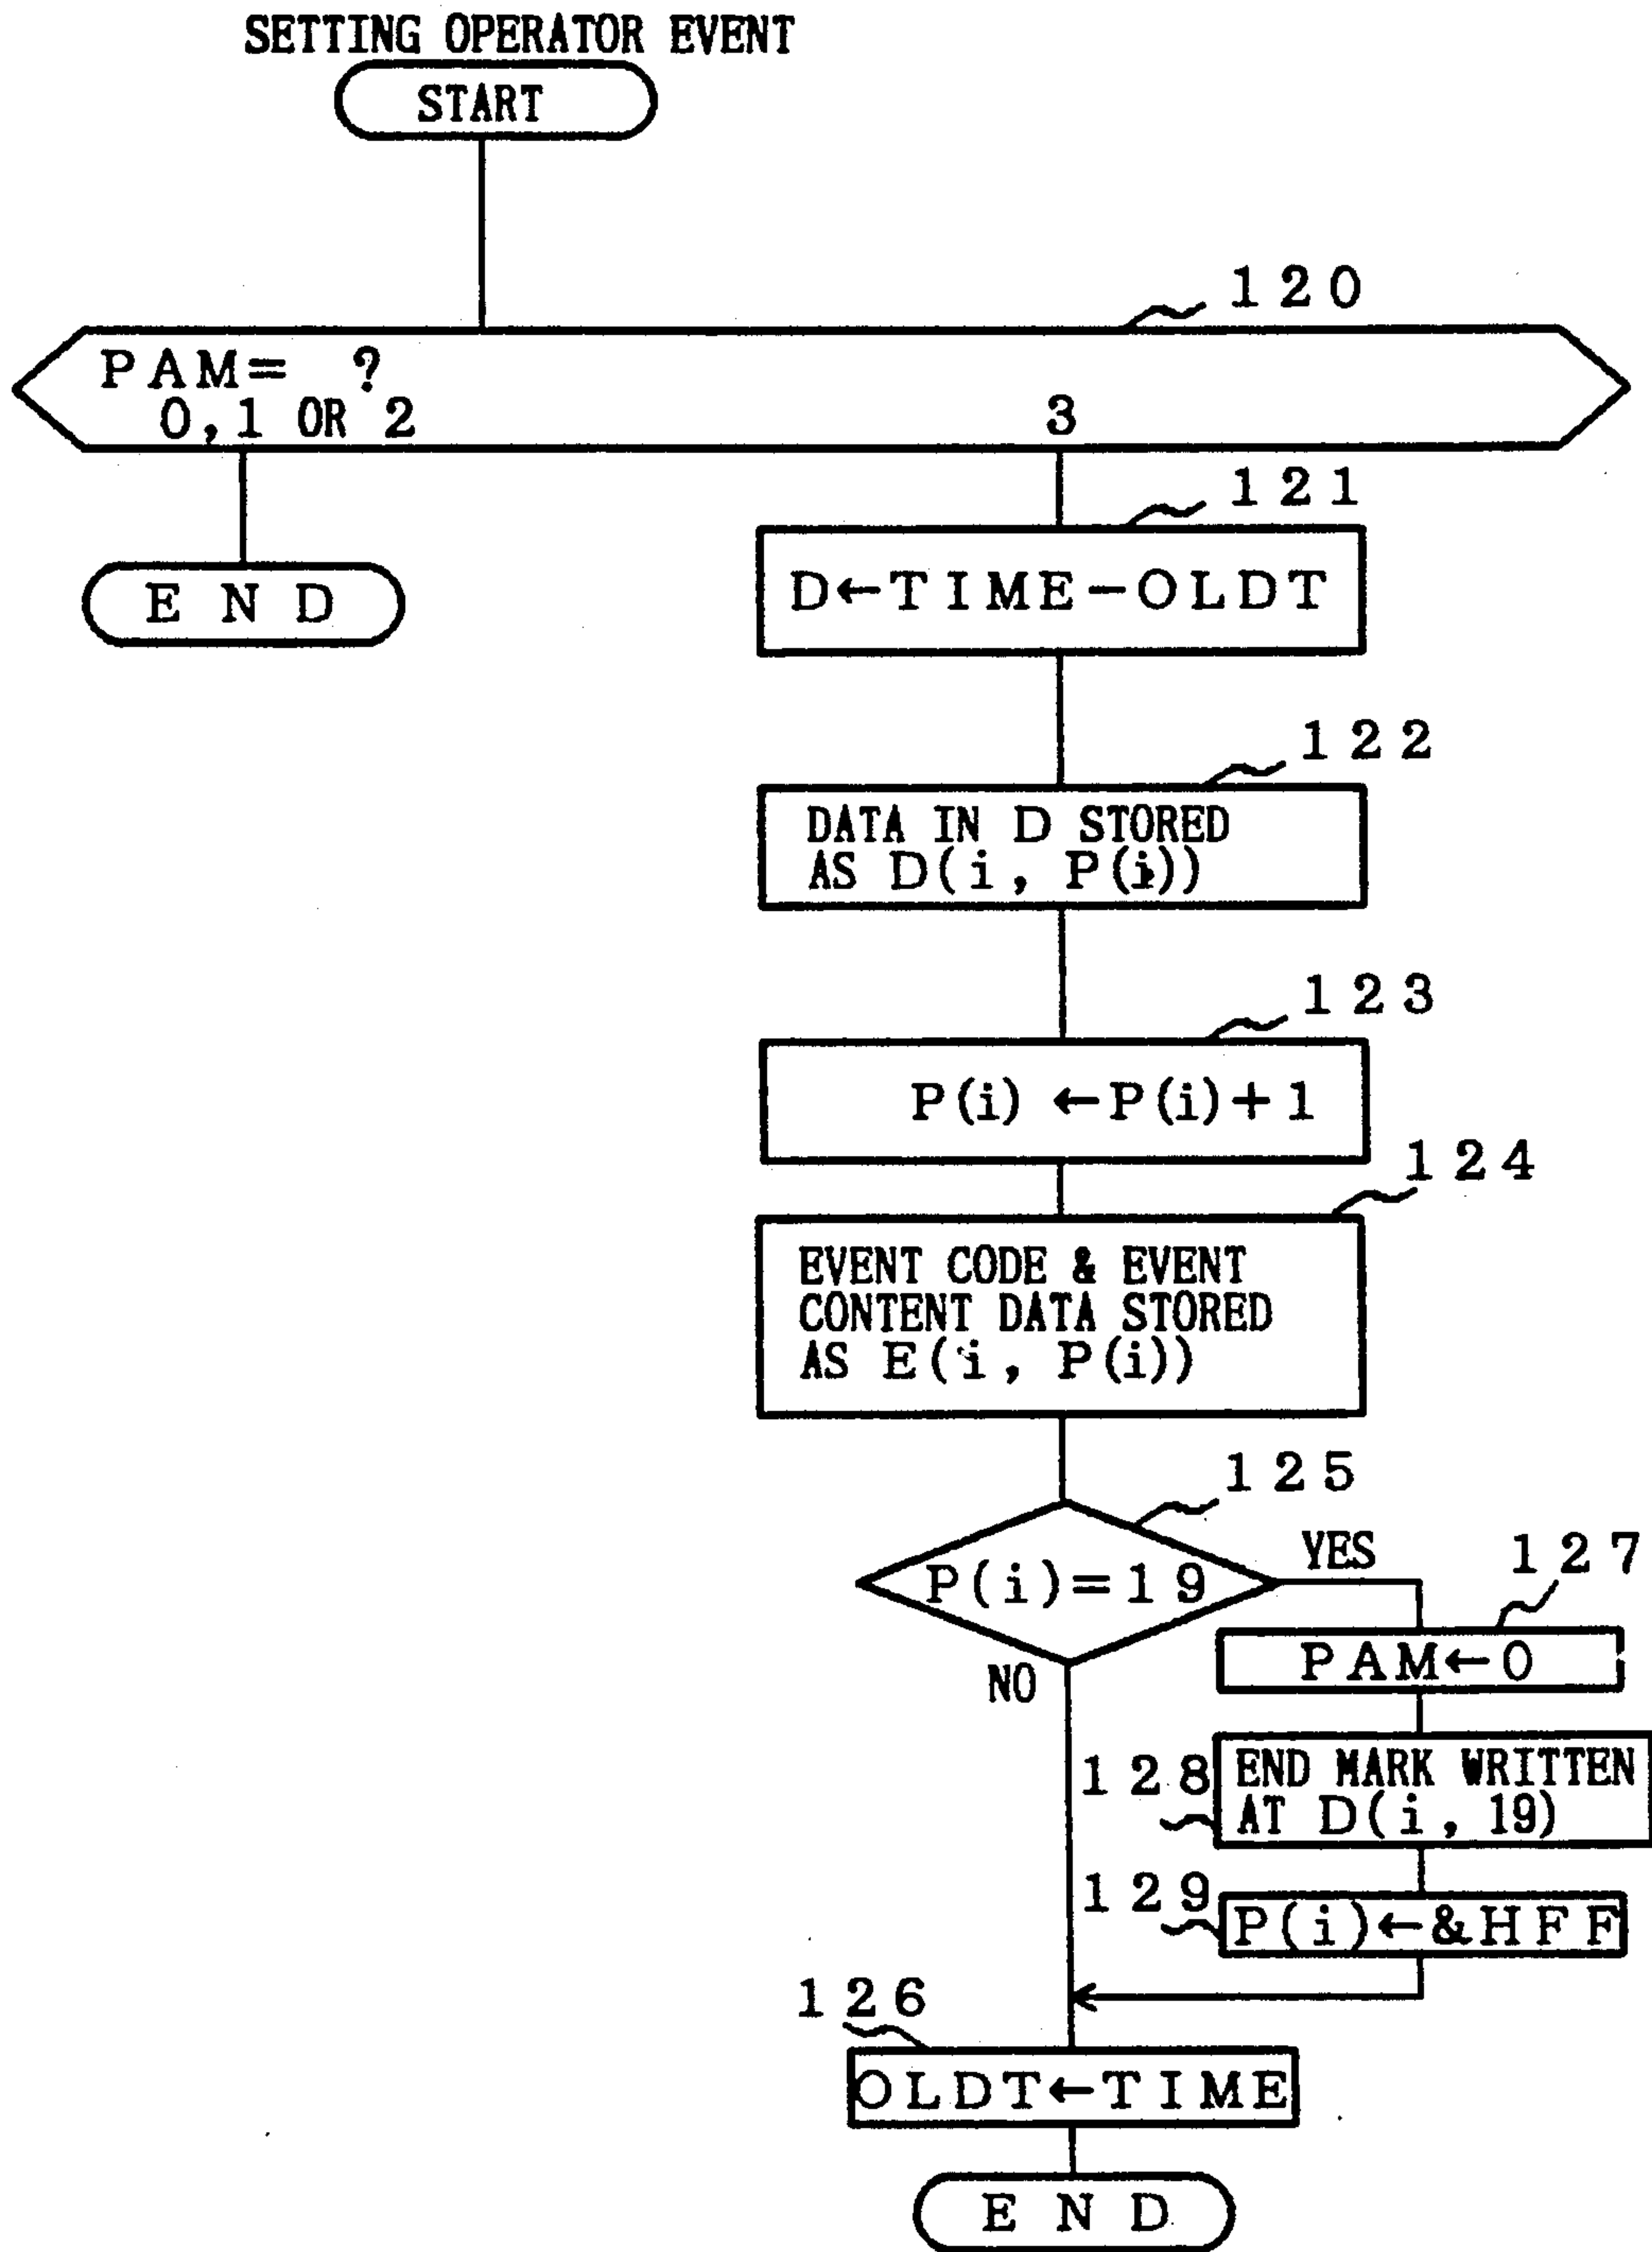 SETTING OPERATOR EVENT
START
120
PAM= ?
0,1 OR 2
3
121
END
D←TIME−OLDT
122
DATA IN D STORED
AS D(i, P(i))
123
P(i) ←P(i)+1
124
EVENT CODE & EVENT
CONTENT DATA STORED
AS E(i, P(i))
125
P(i)=19
YES
127
NO
PAM←0
128
END MARK WRITTEN
AT D(i, 19)
129
P(i)←&HFF
126
OLDT←TIME
END